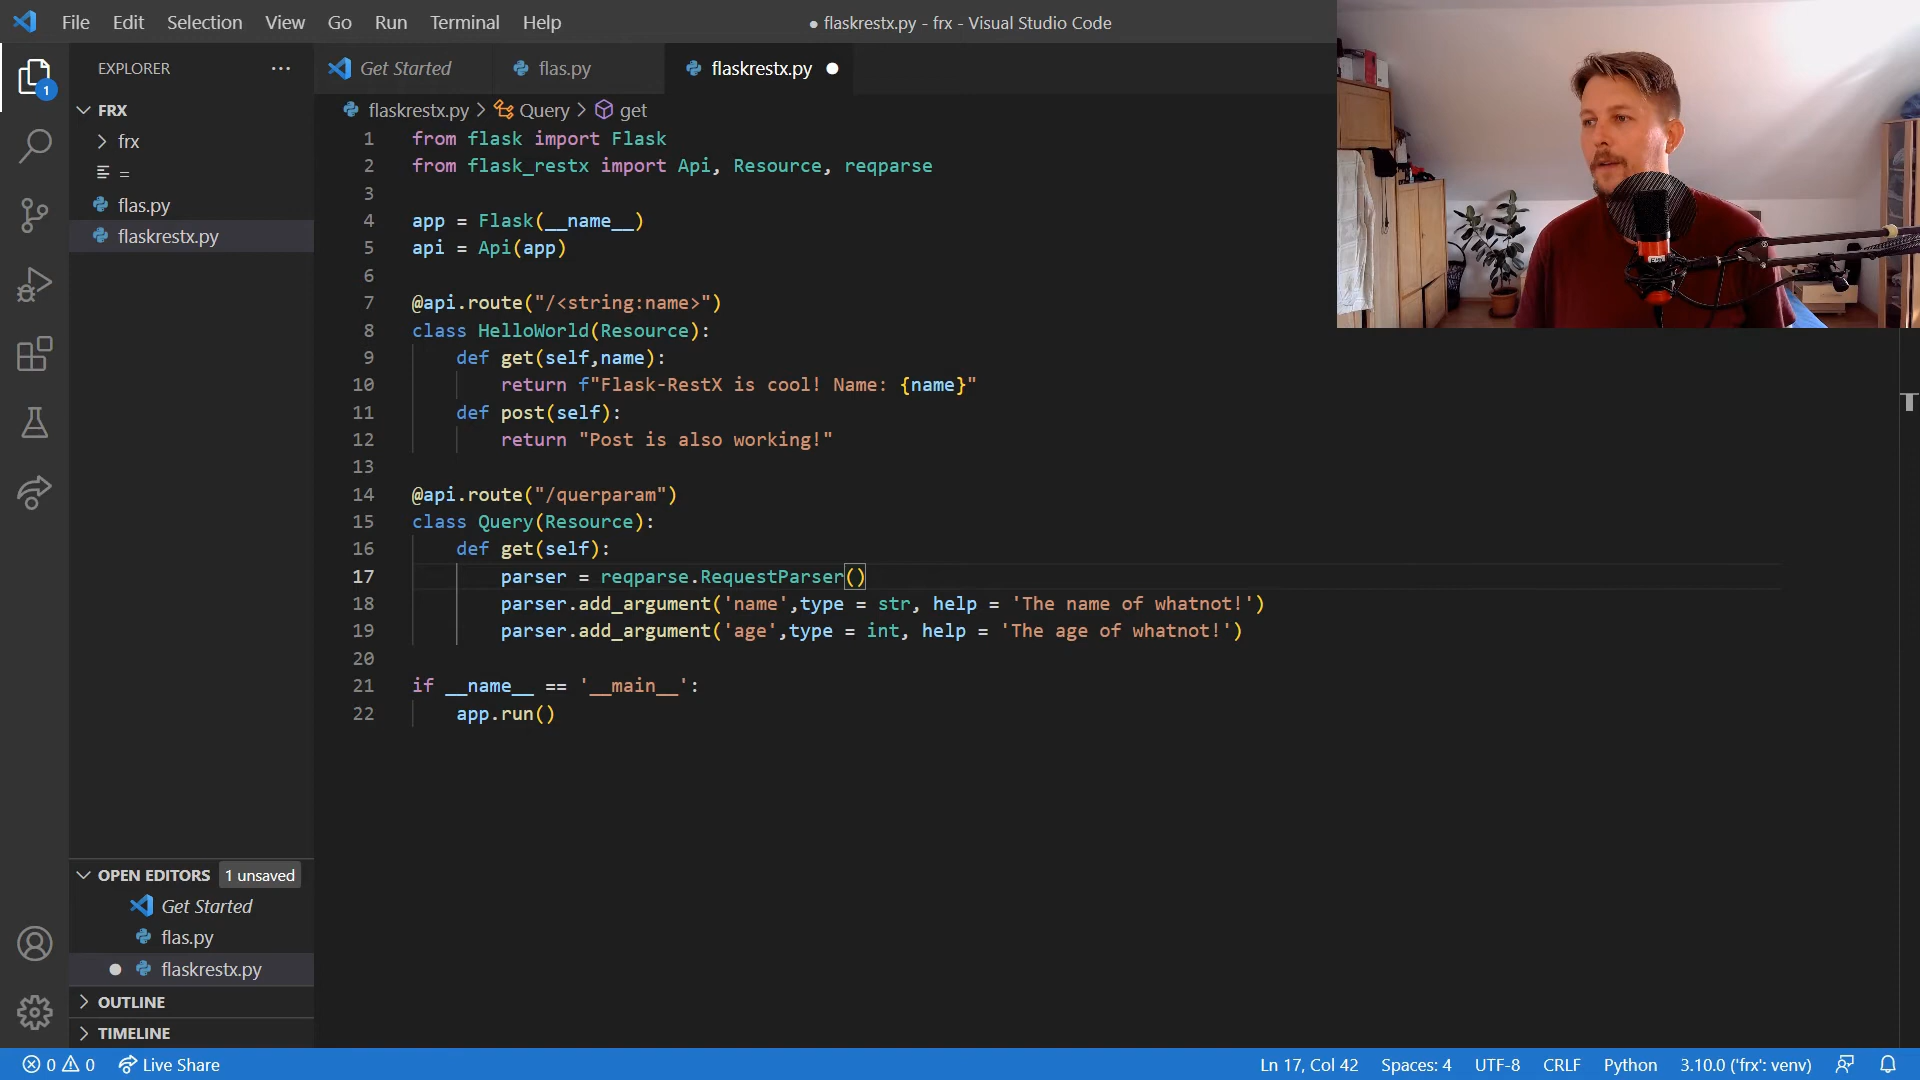 File Edit Selection View Go Run Terminal Help
● flaskrestx.py - frx - Visual Studio Code
EXPLORER ...
Get Started
flas.py
flaskrestx.py ●
flaskrestx.py > Query > get
1
FRX
frx
=
flas.py
flaskrestx.py
1 from flask import Flask
2 from flask_restx import Api, Resource, reqparse
3
4 app = Flask(__name__)
5 api = Api(app)
6
7 @api.route("/<string:name>")
8 class HelloWorld(Resource):
9 def get(self,name):
10 return f"Flask-RestX is cool! Name: {name}"
11 def post(self):
12 return "Post is also working!"
13
14 @api.route("/querparam")
15 class Query(Resource):
16 def get(self):
17 parser = reqparse.RequestParser()
18 parser.add_argument('name',type = str, help = 'The name of whatnot!')
19 parser.add_argument('age',type = int, help = 'The age of whatnot!')
20
21 if __name__ == '__main__':
22 app.run()
OPEN EDITORS 1 unsaved
Get Started
flas.py
● flaskrestx.py
OUTLINE
TIMELINE
0 0 Live Share
Ln 17, Col 42 Spaces: 4 UTF-8 CRLF Python 3.10.0 ('frx': venv)